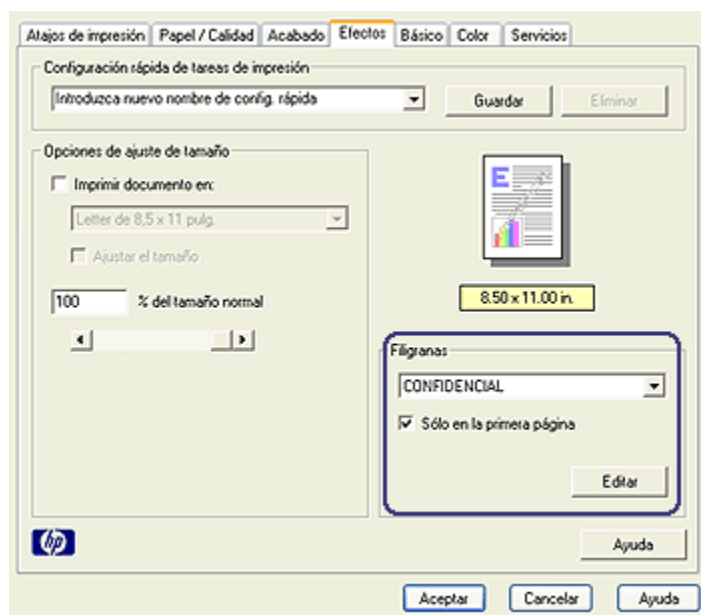 Atajos de impresión Papel / Calidad Acabado Efectos Básico Color Servicios
Configuración rápida de tareas de impresión
Introduzca nuevo nombre de config. rápida Guardar Eliminar
Opciones de ajuste de tamaño
Imprimir documento en:
Letter de 8,5 x 11 pulg.
Ajustar el tamaño
100 % del tamaño normal
E
8.50 x 11.00 in.
Filigranas
CONFIDENCIAL
Sólo en la primera página
Editar
hp Ayuda
Aceptar Cancelar Ayuda